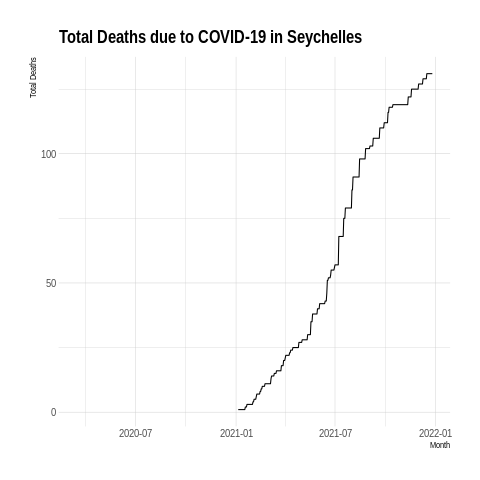 Total Deaths due to COVID-19 in Seychelles
Total Deaths
100
50
0
2020-07 2021-01 2021-07 2022-01
Month